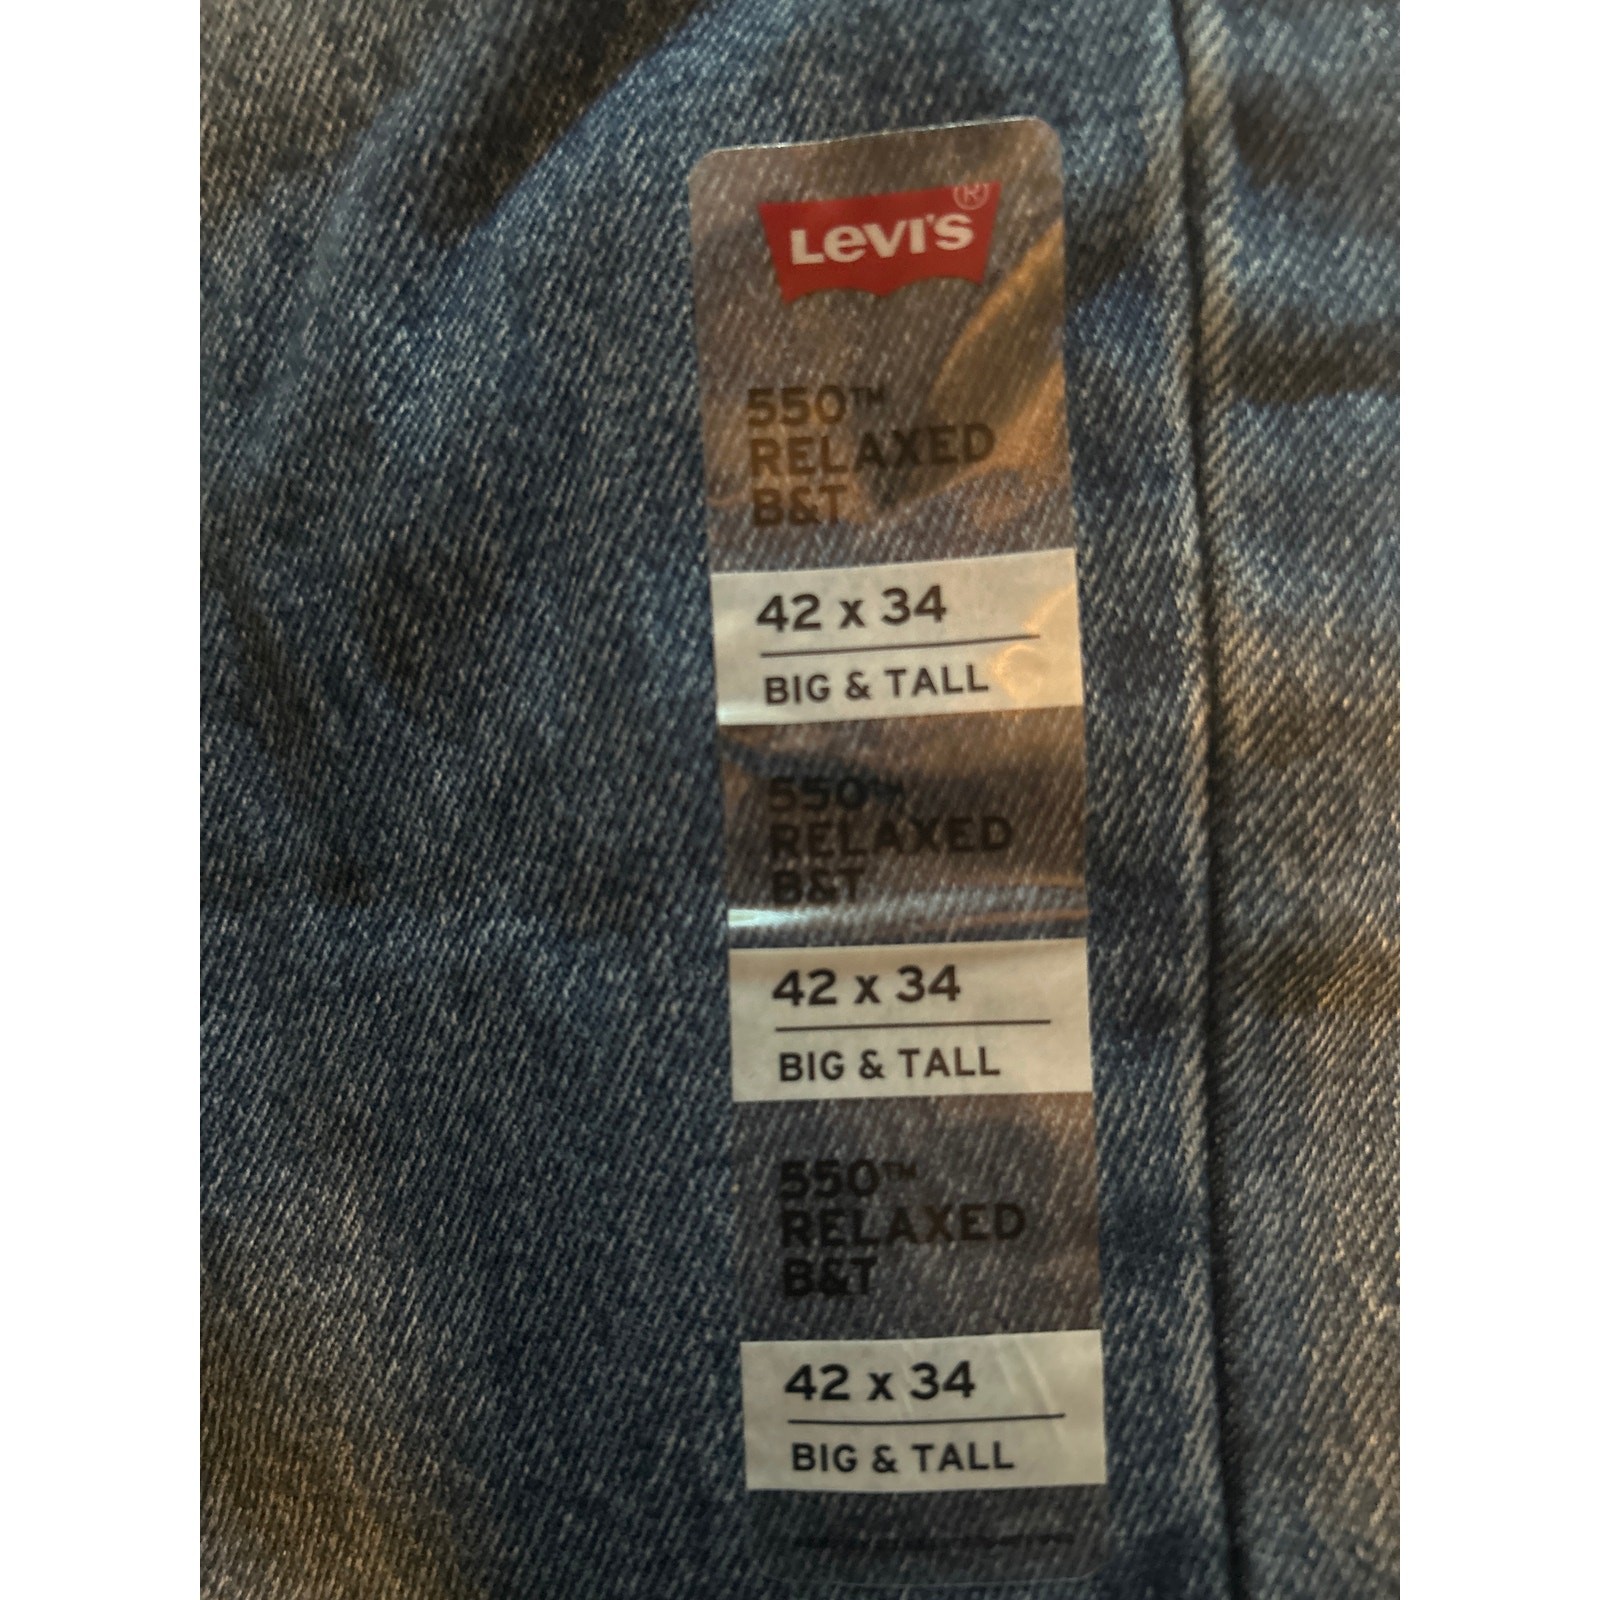 LEVI'S ®
550™
RELAXED
B&T
42 x 34
BIG & TALL
550™
RELAXED
B&T
42 x 34
BIG & TALL
550™
RELAXED
B&T
42 x 34
BIG & TALL